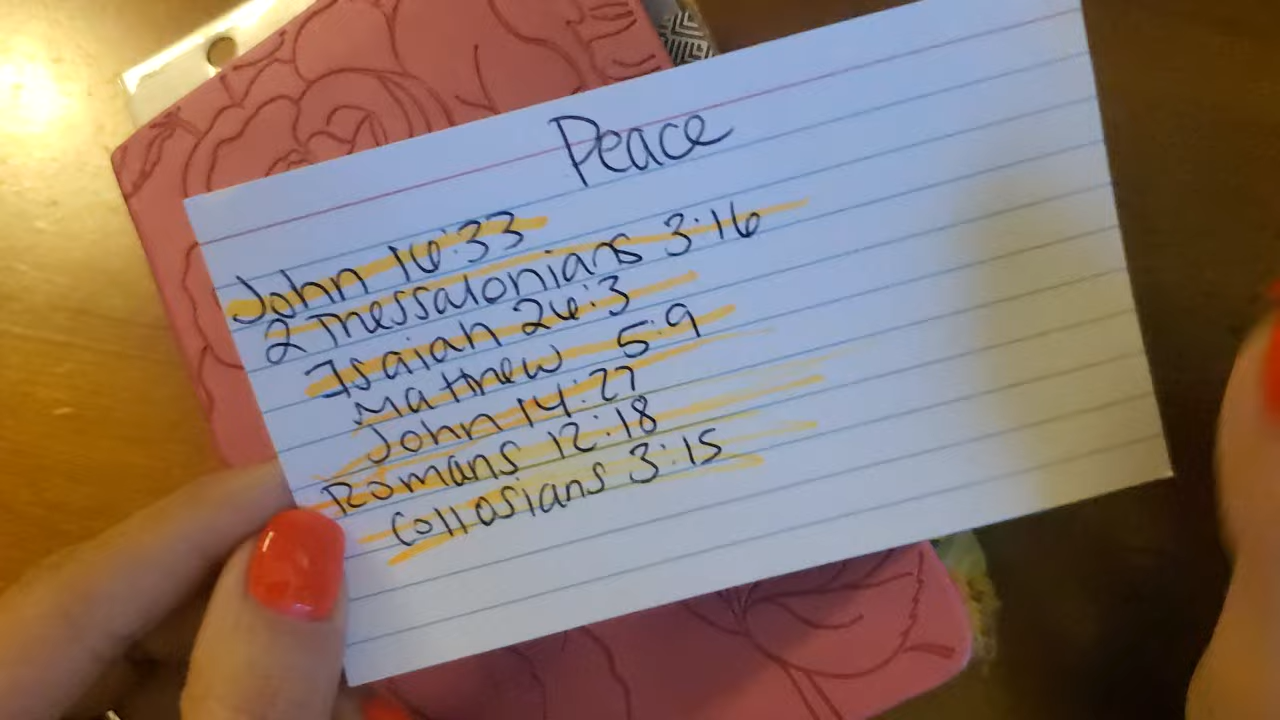 Peace
John 16:33
2 Thessalonians 3:16
Isaiah 26:3
Matthew 5:9
John 14:27
Romans 12:18
Collosians 3:15